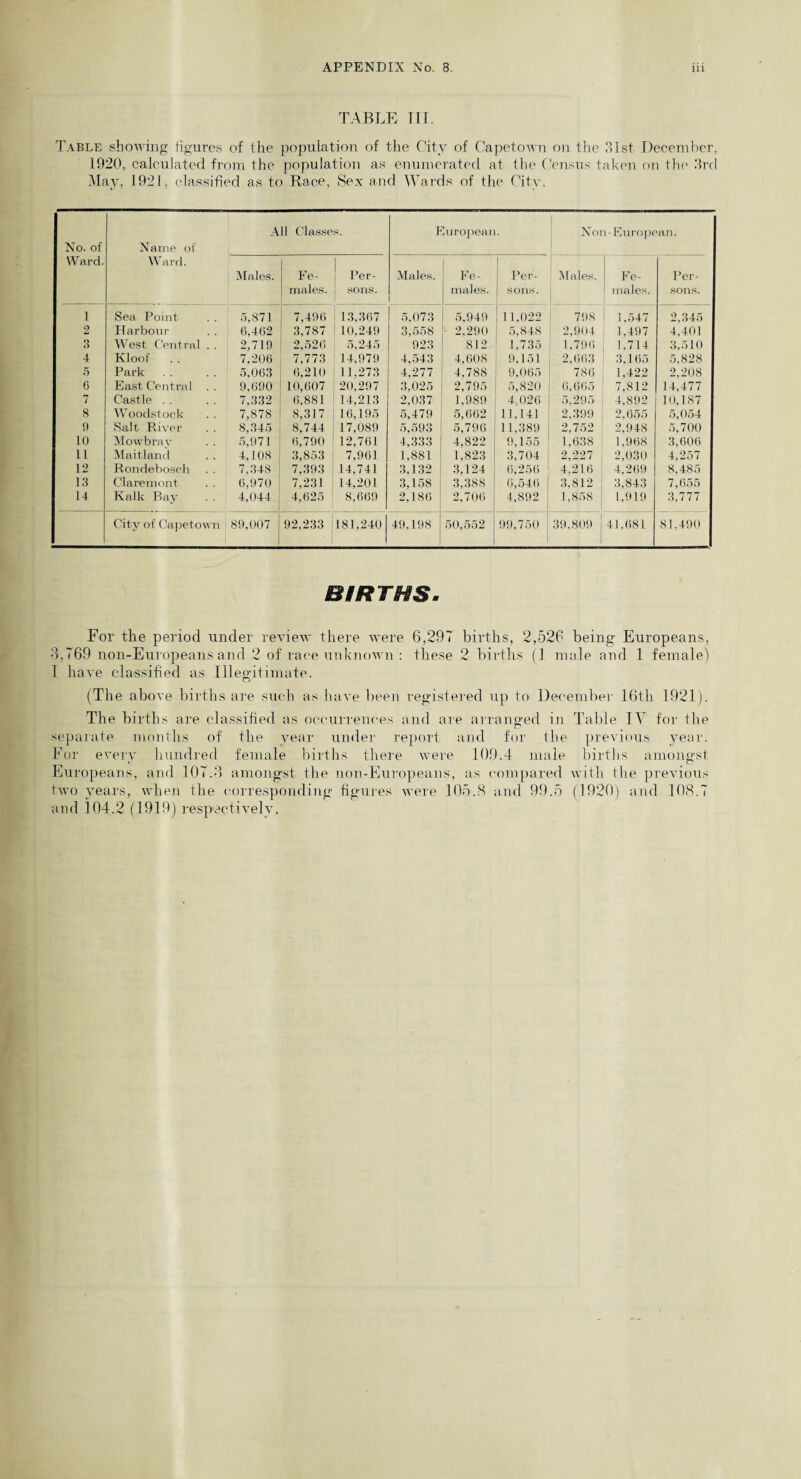 APPENDIX No. 8. iii
TABLE III.
TABLE showing figures of the population of the City of Capetown on the 31st December,
1920, calculated from the population as enumerated at the Census taken on the 3rd
May, 1921, classified as to Race, Sex and Wards of the City.
No. of Ward. Name of Ward. All Classes. European. Non-European.
Males. Fe-males. Per-sons. Males. Fe-males. Per-sons. Males. Fe-males. Per-sons.
1 Sea Point . . 5,871 7,496 13,367 5,073 5,949 11,022 798 1,547 2,345
2 Harbour . . 6,462 3,787 10,249 3,558 2,290 5,848 2,904 1,497 4,401
3 West Central . . 2,719 2,526 5,245 923 812 1,735 1,796 1,714 3,510
4 Kloof . . 7,206 7,773 14,979 4,543 4,608 9,151 2,663 3,165 5,828
5 Park . . . . 5,063 6,210 11,273 4,277 4,788 9,065 786 1,422 2,208
6 East Central . . 9,690 10,607 20,297 3,025 2,795 5,820 6,665 7,812 14,477
7 Castle . . . . 7,332 6,881 14,213 2,037 1,989 4,026 5,295 4,892 10,187
8 Woodstock . . 7,878 8,317 16,195 5,479 5,662 11,141 2,399 2,655 5,054
9 Salt River . . 8,345 8,744 17,089 5,593 5,796 11,389 2,752 2,948 5,700
10 Mowbray . . 5,971 6,790 12,761 4,333 4,822 9,155 1,638 1,968 3,606
11 Maitland . . 4,108 3,853 7,961 1,881 1,823 3,704 2,227 2,030 4,257
12 Rondebosch . . 7,348 7,393 14,741 3,132 3,124 6,256 4,216 4,269 8,485
13 Claremont . . 6,970 7,231 14,201 3,158 3,388 6,546 3,812 3,843 7,655
14 Kalk Bay . . 4,044 4,625 8,669 2,186 2,706 4,892 1,858 1,919 3,777
City of Capetown 89,007 92,233 181,240 49,198 50,552 99,750 39,809 41,681 81,490
BIRTHS.
For the period under review there were 6,297 births, 2,526 being Europeans,
3,769 non-Europeans and 2 of race unknown: these 2 births (1 male and 1 female)
I have classified as Illegitimate.
(The above births are such as have been registered up to December 16th 1921).
The births are classified as occurrences and are arranged in Table IV for the
separate months of the year under report and for the previous year.
For every hundred female births there were 109.4 male births amongst
Europeans, and 107.3 amongst the non-Europeans, as compared with the previous
two years, when the corresponding figures were 105.8 and 99.5 (1920) and 108.7
and 104.2 (1919) respectively.